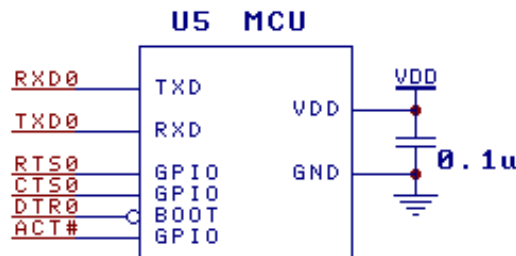 U5 MCU
RXD0 TXD VDD
TXD0 RXD VDD
RTS0 GPIO GND 0.1u
CTS0 GPIO
DTR0 BOOT
ACT# GPIO